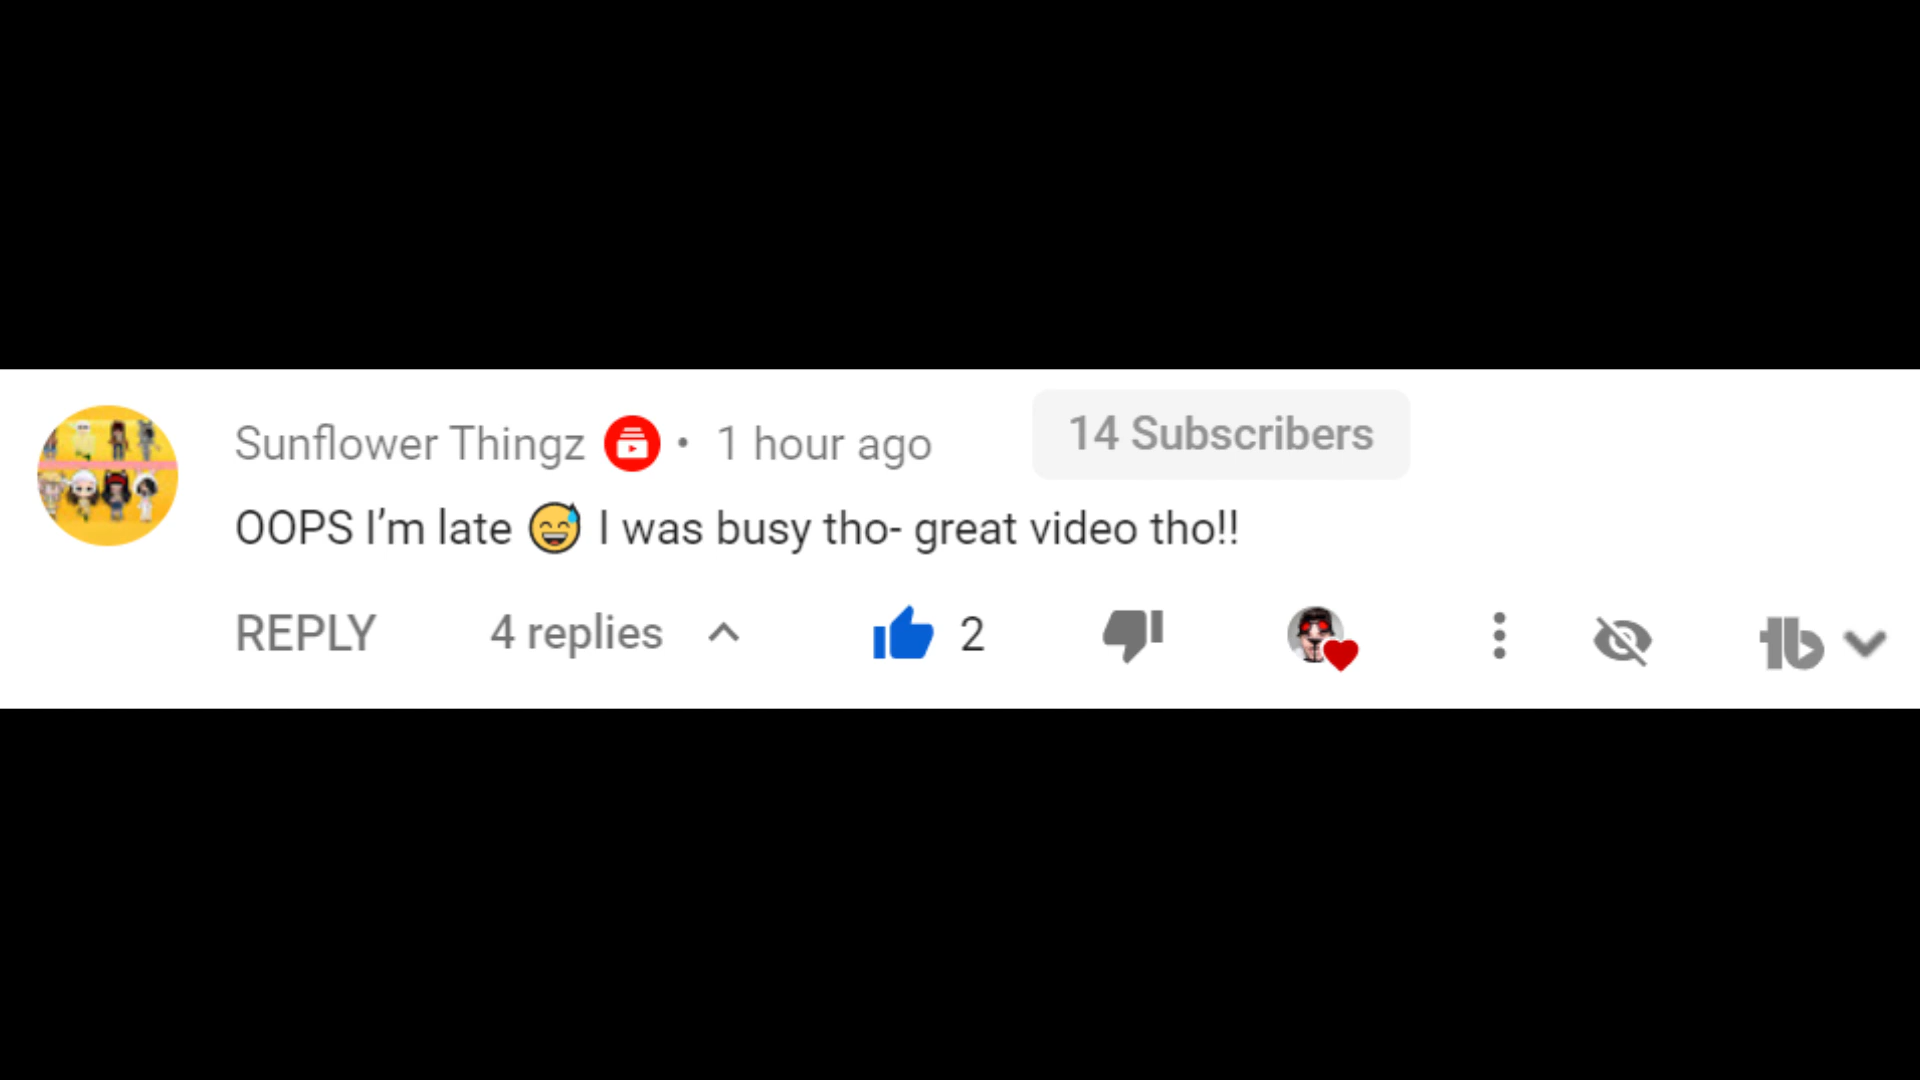 Sunflower Thingz • 1 hour ago 14 Subscribers
OOPS I’m late 😅 I was busy tho- great video tho!!
REPLY 4 replies 2 tb